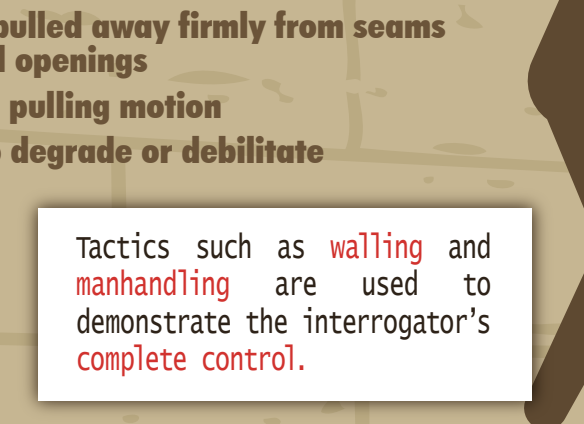 pulled away firmly from seams
openings
pulling motion
degrade or debilitate
Tactics such as walling and
manhandling are used to
demonstrate the interrogator’s
complete control.